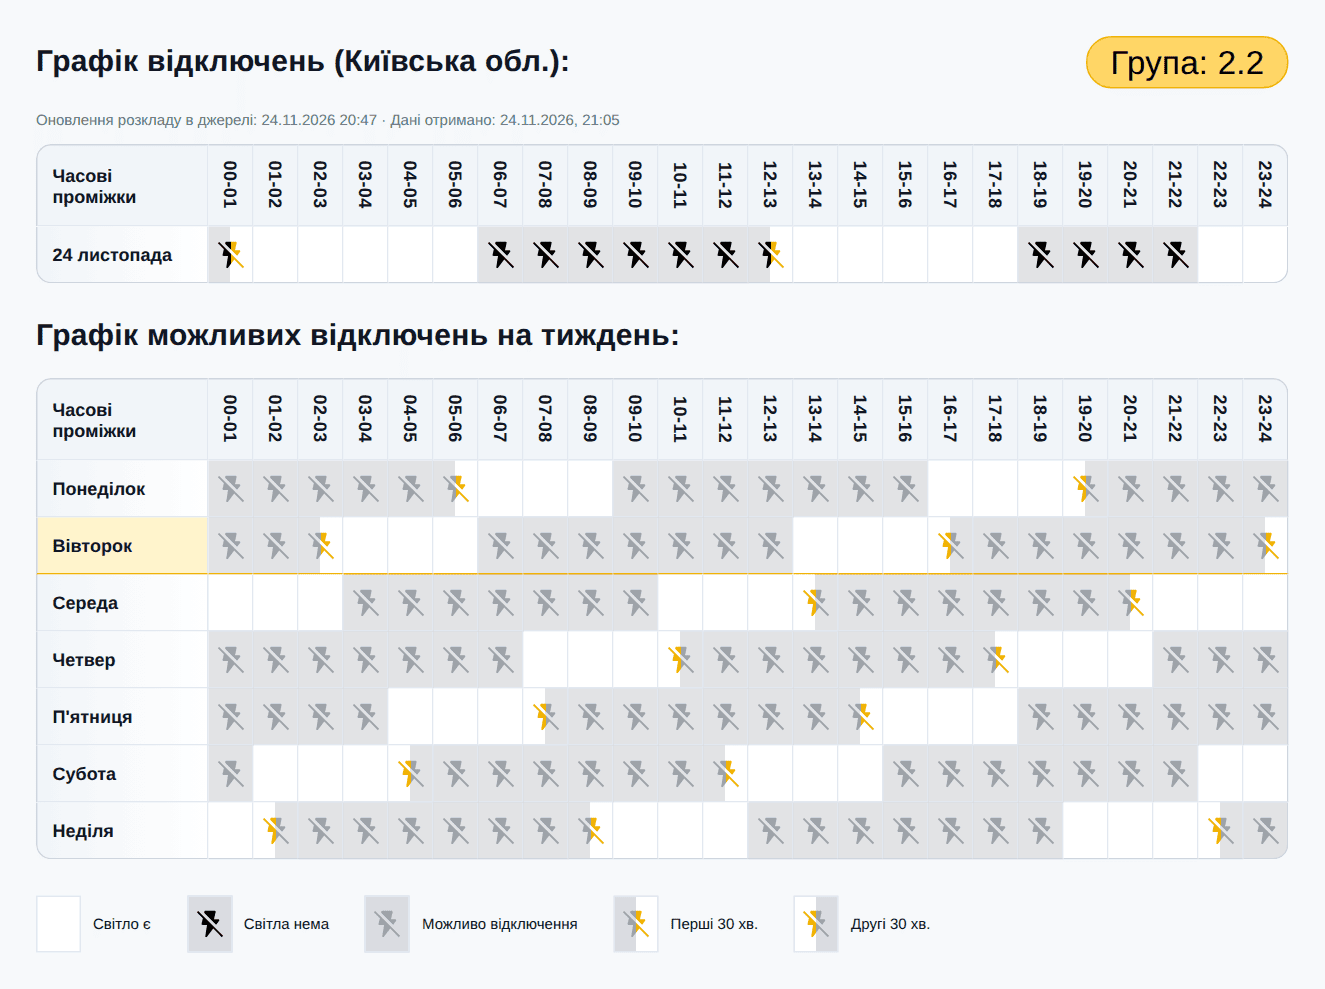 Графік відключень (Київська обл.):
Група: 2.2
Оновлення розкладу в джерелі: 24.11.2026 20:47 · Дані отримано: 24.11.2026, 21:05
Часові проміжки 00-01 01-02 02-03 03-04 04-05 05-06 06-07 07-08 08-09 09-10 10-11 11-12 12-13 13-14 14-15 15-16 16-17 17-18 18-19 19-20 20-21 21-22 22-23 23-24
24 листопада
Графік можливих відключень на тиждень:
Часові проміжки 00-01 01-02 02-03 03-04 04-05 05-06 06-07 07-08 08-09 09-10 10-11 11-12 12-13 13-14 14-15 15-16 16-17 17-18 18-19 19-20 20-21 21-22 22-23 23-24
Понеділок
Вівторок
Середа
Четвер
П'ятниця
Субота
Неділя
Світло є Світла нема Можливо відключення Перші 30 хв. Другі 30 хв.